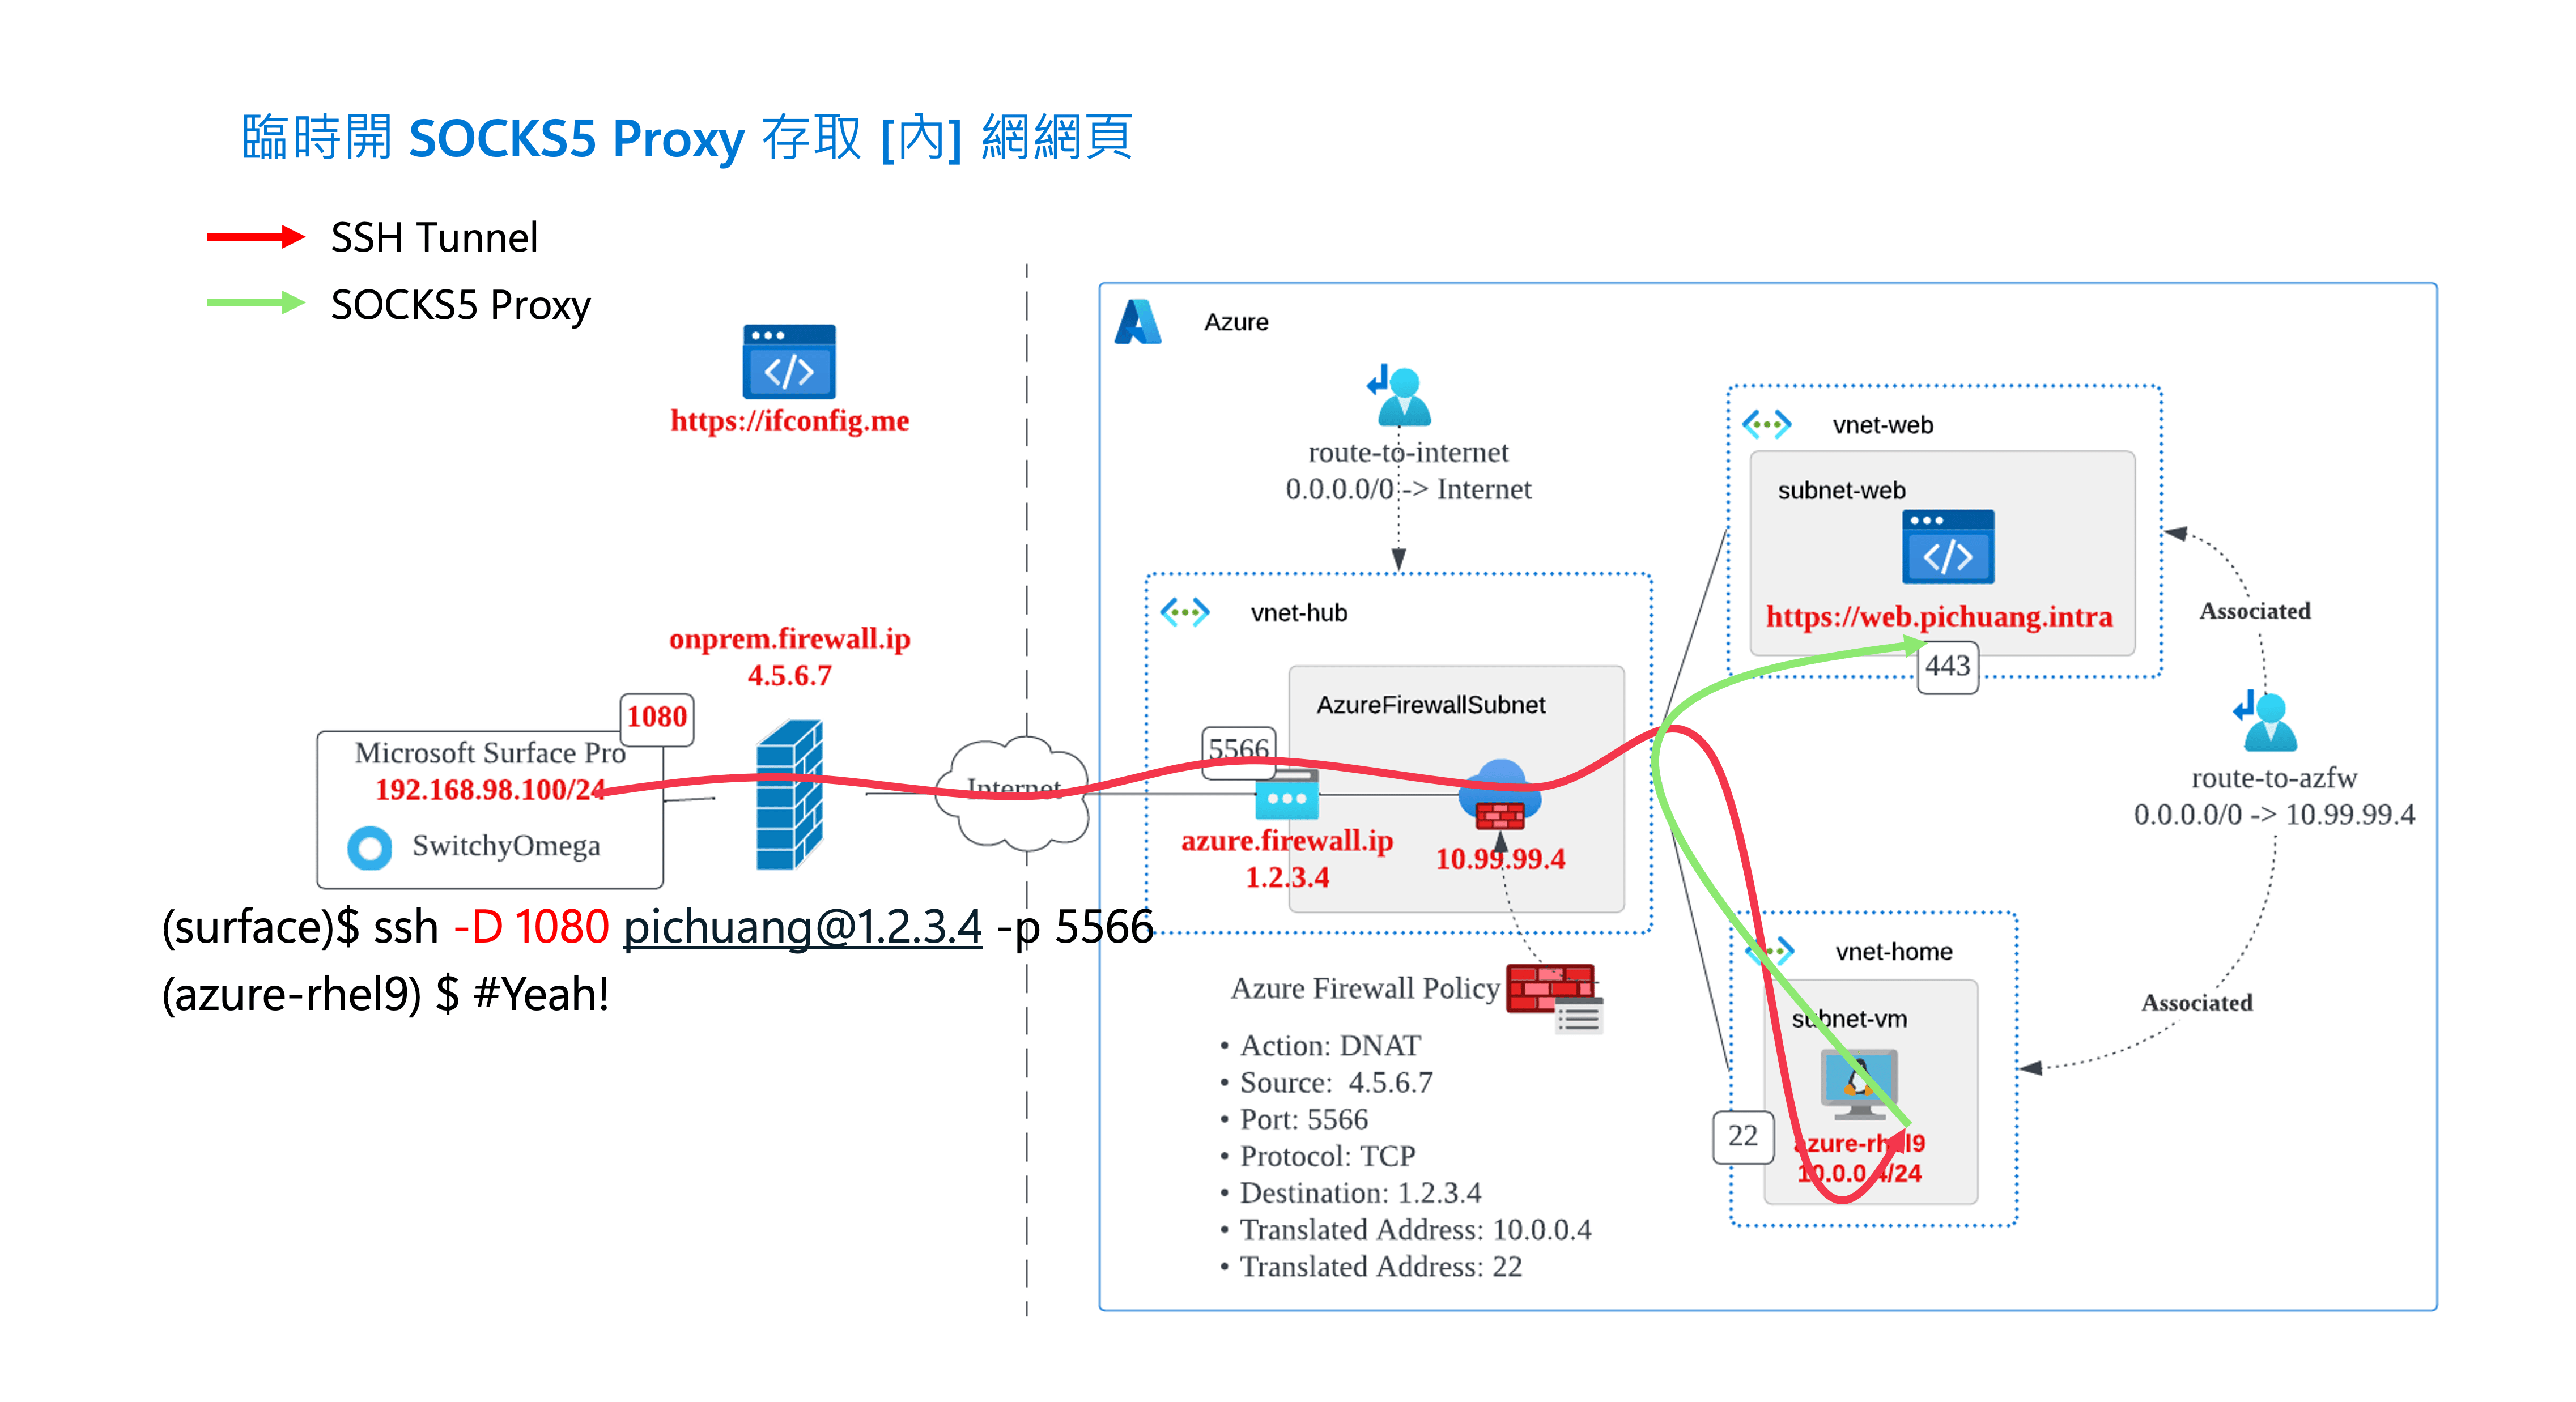 臨時開 SOCKS5 Proxy 存取 [內] 網網頁
SSH Tunnel
SOCKS5 Proxy
https://ifconfig.me
onprem.firewall.ip
4.5.6.7
1080
Microsoft Surface Pro
192.168.98.100/24
SwitchyOmega
Internet
(surface)$ ssh -D 1080 pichuang@1.2.3.4 -p 5566
(azure-rhel9) $ #Yeah!
Azure
route-to-internet
0.0.0.0/0 -> Internet
vnet-hub
AzureFirewallSubnet
5566
azure.firewall.ip
1.2.3.4
10.99.99.4
Azure Firewall Policy
• Action: DNAT
• Source: 4.5.6.7
• Port: 5566
• Protocol: TCP
• Destination: 1.2.3.4
• Translated Address: 10.0.0.4
• Translated Address: 22
vnet-web
subnet-web
https://web.pichuang.intra
443
Associated
route-to-azfw
0.0.0.0/0 -> 10.99.99.4
Associated
vnet-home
subnet-vm
22
azure-rhel9
10.0.0.4/24